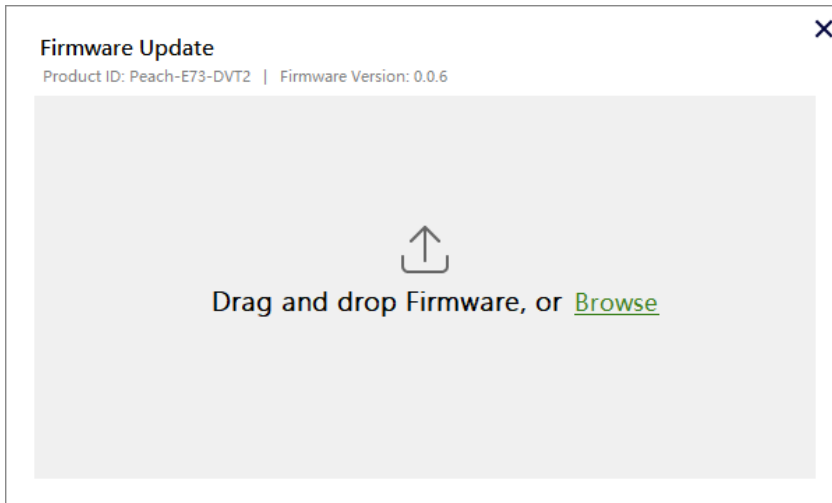 Firmware Update
Product ID: Peach-E73-DVT2 | Firmware Version: 0.0.6
Drag and drop Firmware, or Browse